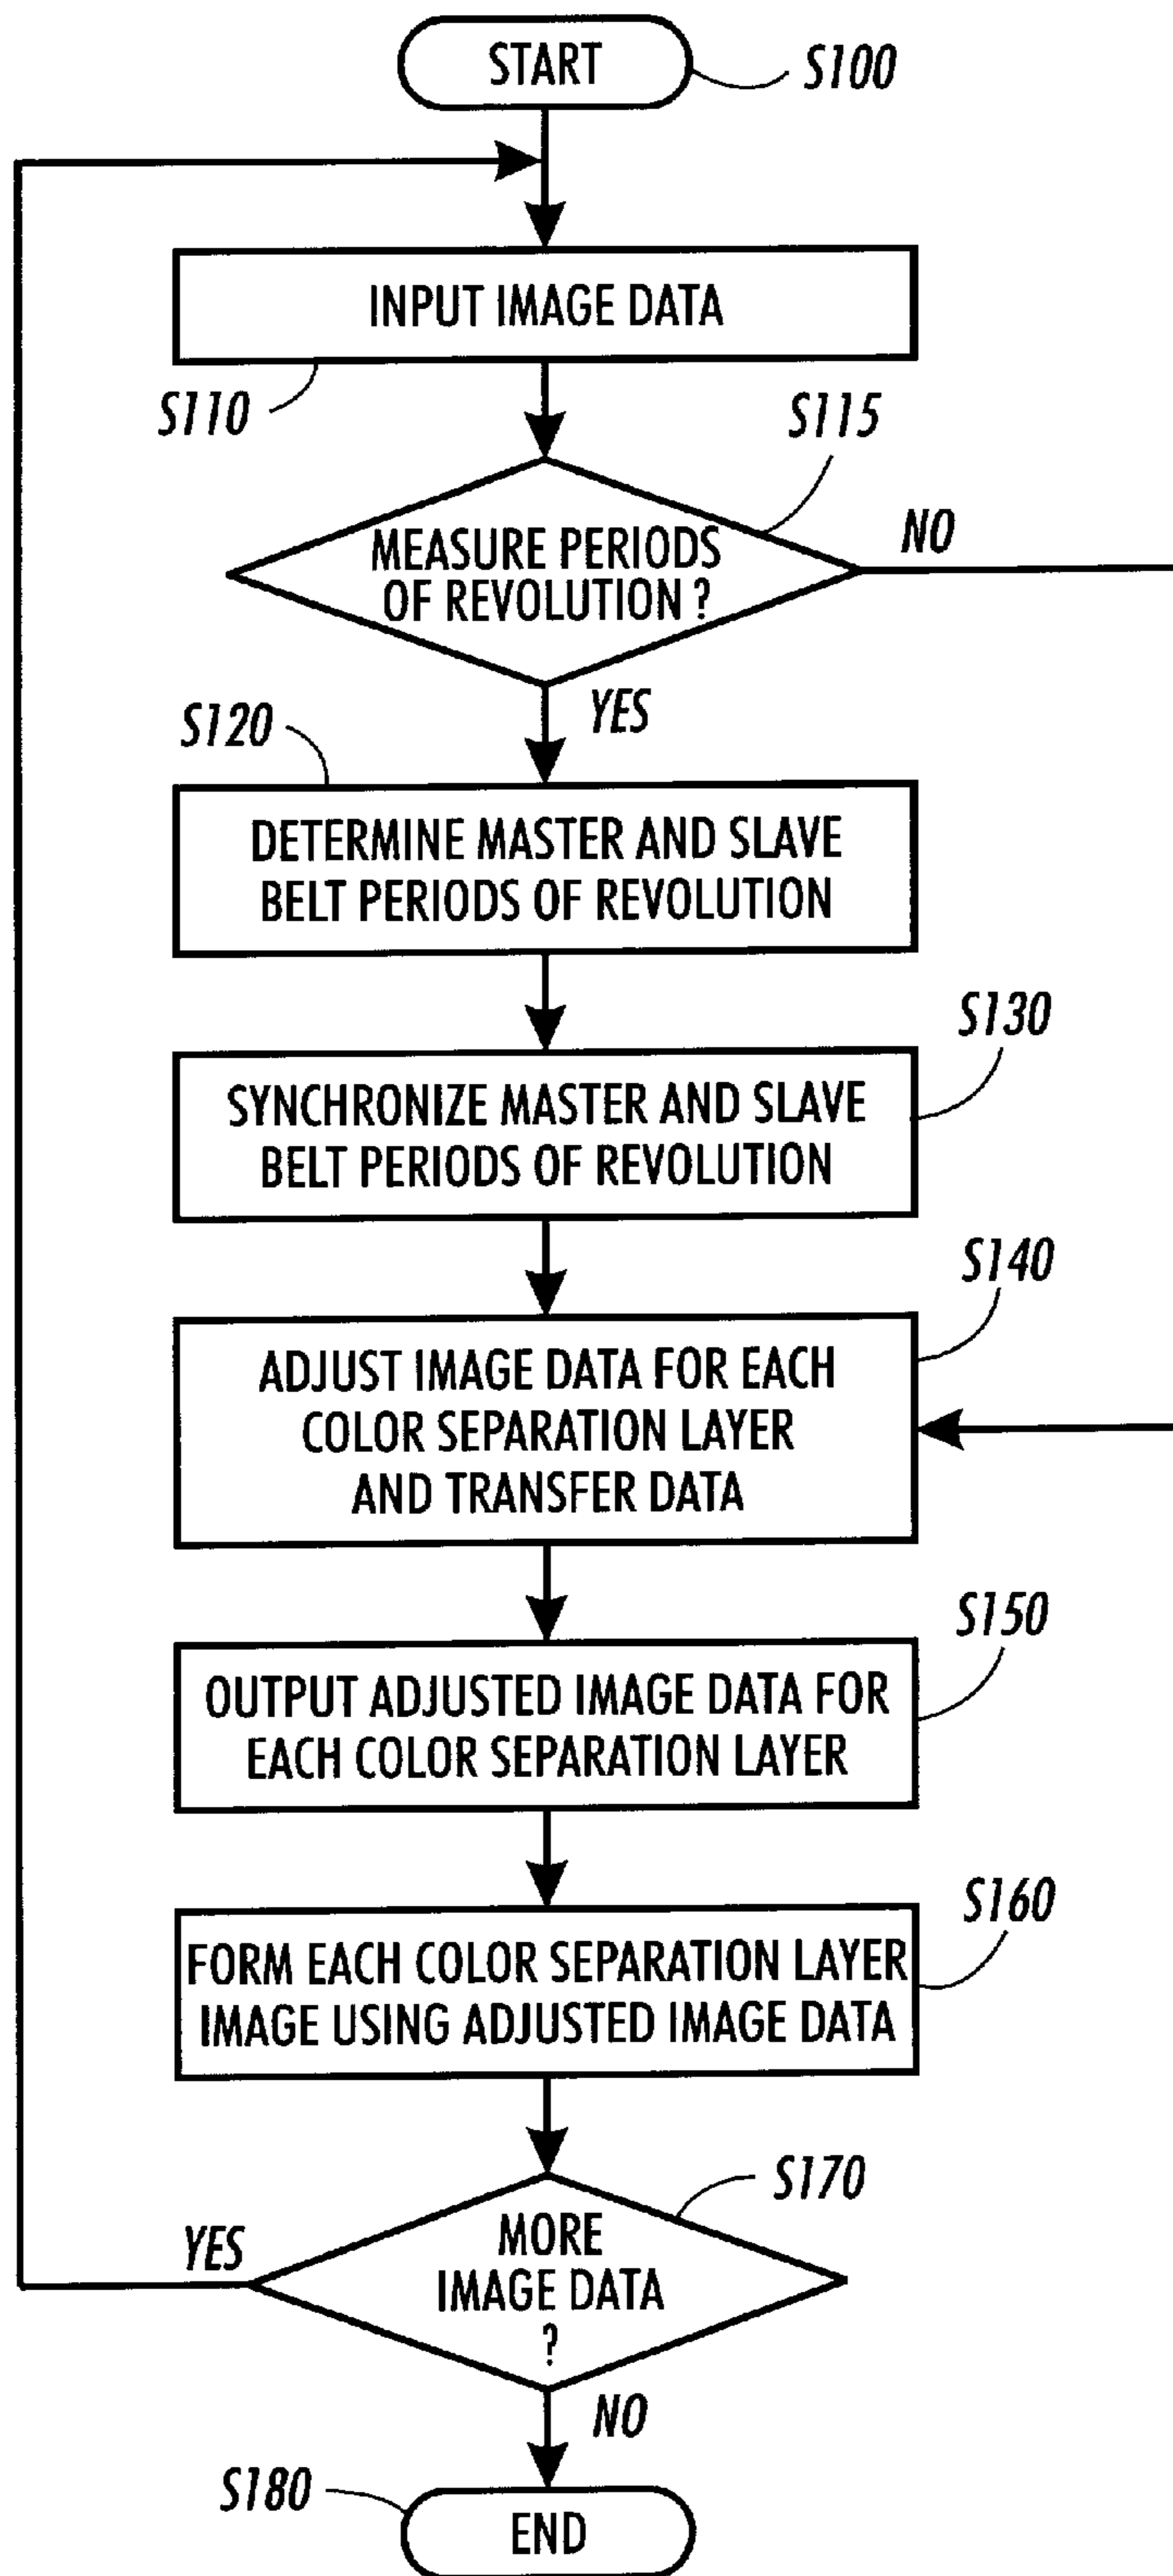 START
S100
INPUT IMAGE DATA
S110
S115
MEASURE PERIODS
OF REVOLUTION ?
NO
YES
S120
DETERMINE MASTER AND SLAVE
BELT PERIODS OF REVOLUTION
S130
SYNCHRONIZE MASTER AND SLAVE
BELT PERIODS OF REVOLUTION
S140
ADJUST IMAGE DATA FOR EACH
COLOR SEPARATION LAYER
AND TRANSFER DATA
S150
OUTPUT ADJUSTED IMAGE DATA FOR
EACH COLOR SEPARATION LAYER
S160
FORM EACH COLOR SEPARATION LAYER
IMAGE USING ADJUSTED IMAGE DATA
S170
YES
MORE
IMAGE DATA
?
NO
S180
END